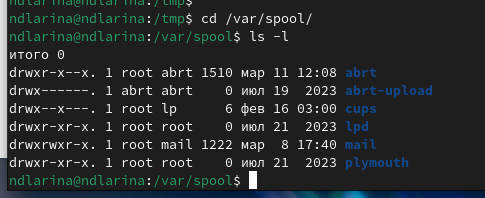 ndlarina@ndlarina:/tmp$
ndlarina@ndlarina:/tmp$ cd /var/spool/
ndlarina@ndlarina:/var/spool$ ls -l
итого 0
drwxr-x--x. 1 root abrt 1510 мар 11 12:08 abrt
drwx------. 1 abrt abrt    0 июл 19  2023 abrt-upload
drwx--x---. 1 root lp      6 фев 16 03:00 cups
drwxr-xr-x. 1 root root    0 июл 21  2023 lpd
drwxrwxr-x. 1 root mail 1222 мар  8 17:40 mail
drwxr-xr-x. 1 root root    0 июл 21  2023 plymouth
ndlarina@ndlarina:/var/spool$